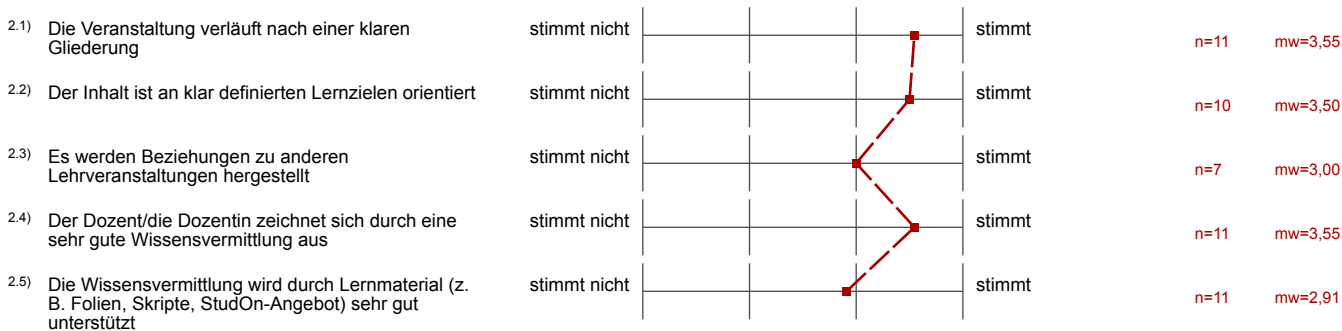 2.1) Die Veranstaltung verläuft nach einer klaren Gliederung stimmt nicht stimmt n=11 mw=3,55
2.2) Der Inhalt ist an klar definierten Lernzielen orientiert stimmt nicht stimmt n=10 mw=3,50
2.3) Es werden Beziehungen zu anderen Lehrveranstaltungen hergestellt stimmt nicht stimmt n=7 mw=3,00
2.4) Der Dozent/die Dozentin zeichnet sich durch eine sehr gute Wissensvermittlung aus stimmt nicht stimmt n=11 mw=3,55
2.5) Die Wissensvermittlung wird durch Lernmaterial (z. B. Folien, Skripte, StudOn-Angebot) sehr gut unterstützt stimmt nicht stimmt n=11 mw=2,91